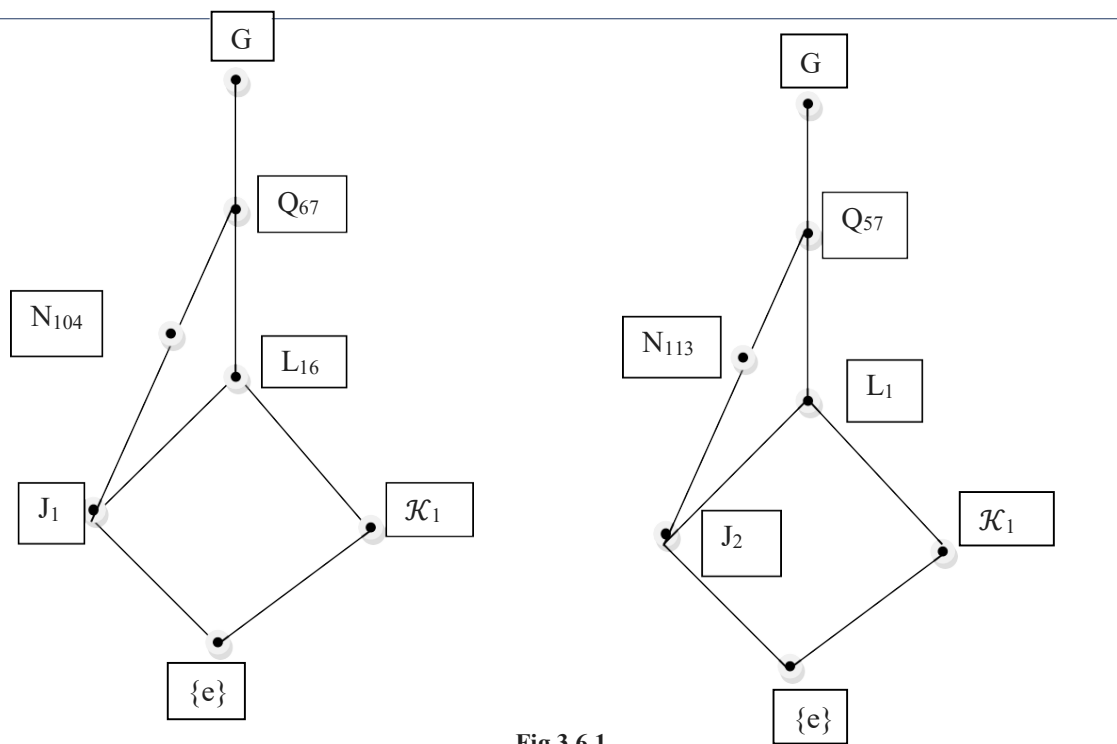 G
Q₆₇
N₁₀₄
L₁₆
J₁
𝒦₁
{e}
G
Q₅₇
N₁₁₃
L₁
J₂
𝒦₁
{e}
Fig 3.6.1